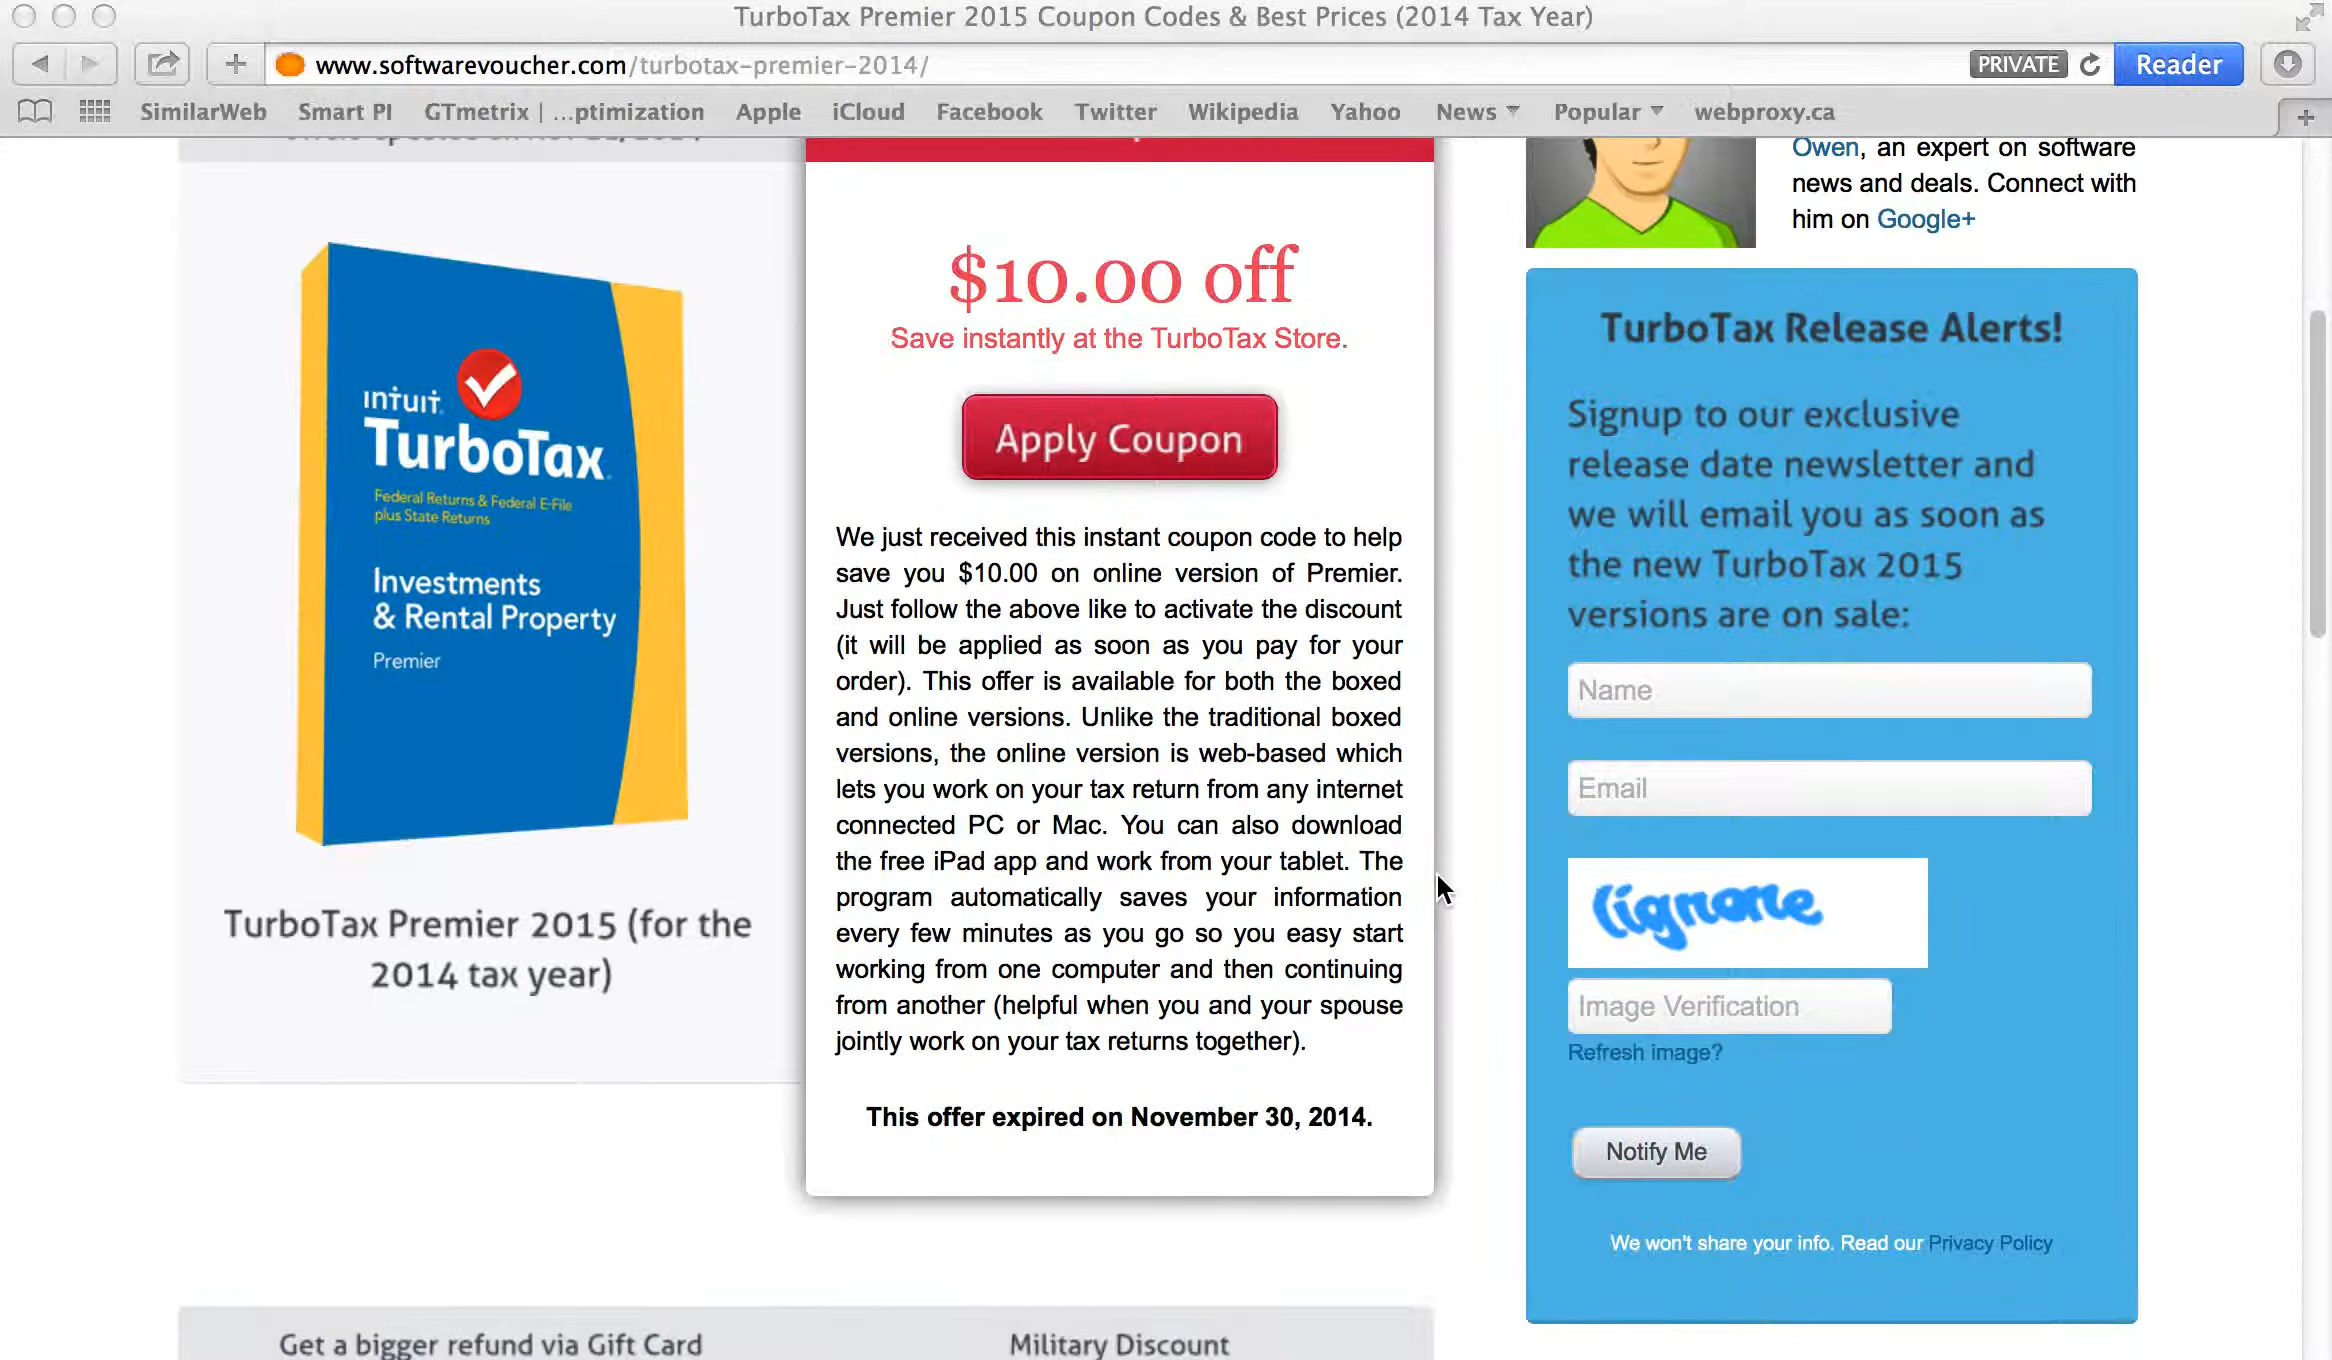 TurboTax Premier 2015 Coupon Codes & Best Prices (2014 Tax Year)
www.softwarevoucher.com/turbotax-premier-2014/
PRIVATE
Reader
SimilarWeb
Smart PI
GTmetrix | ...ptimization
Apple
iCloud
Facebook
Twitter
Wikipedia
Yahoo
News
Popular
webproxy.ca
intuit
TurboTax
Federal Returns & Federal E-File
plus State Returns
Investments
& Rental Property
Premier
TurboTax Premier 2015 (for the
2014 tax year)
$10.00 off
Save instantly at the TurboTax Store.
Apply Coupon
We just received this instant coupon code to help
save you $10.00 on online version of Premier.
Just follow the above like to activate the discount
(it will be applied as soon as you pay for your
order). This offer is available for both the boxed
and online versions. Unlike the traditional boxed
versions, the online version is web-based which
lets you work on your tax return from any internet
connected PC or Mac. You can also download
the free iPad app and work from your tablet. The
program automatically saves your information
every few minutes as you go so you easy start
working from one computer and then continuing
from another (helpful when you and your spouse
jointly work on your tax returns together).
This offer expired on November 30, 2014.
Owen, an expert on software
news and deals. Connect with
him on Google+
TurboTax Release Alerts!
Signup to our exclusive
release date newsletter and
we will email you as soon as
the new TurboTax 2015
versions are on sale:
Name
Email
Image Verification
Refresh image?
Notify Me
We won't share your info. Read our Privacy Policy
Get a bigger refund via Gift Card
Military Discount